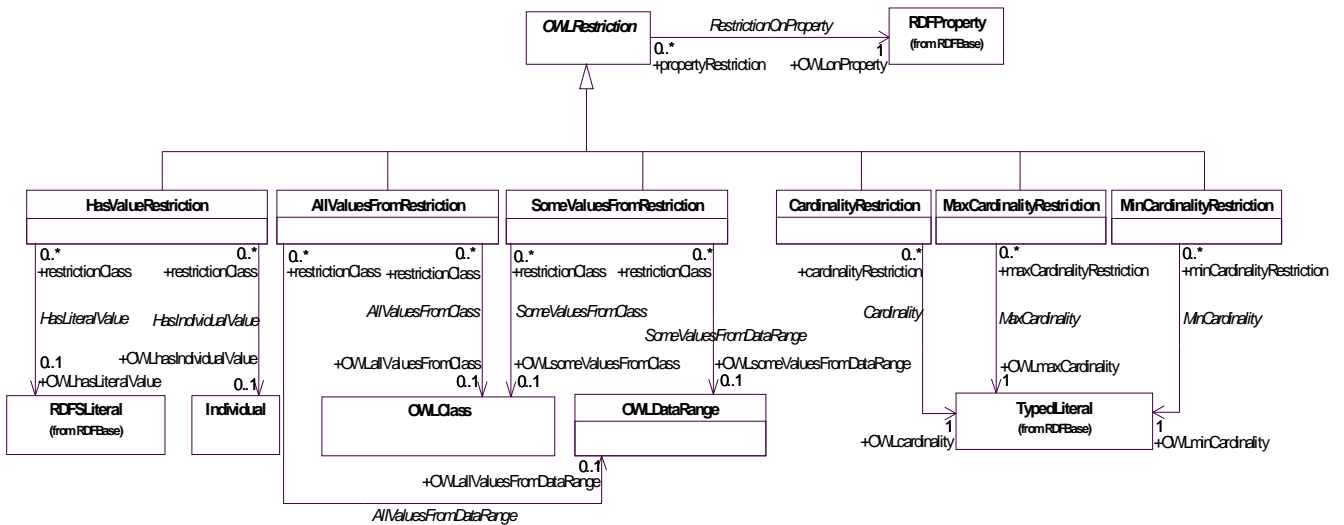 OWLRestriction
RestrictionOnProperty
RDFProperty
(from RDFBase)
0..*
1
+propertyRestriction
+OWLonProperty
HasValueRestriction
AllValuesFromRestriction
SomeValuesFromRestriction
CardinalityRestriction
MaxCardinalityRestriction
MinCardinalityRestriction
0..*
0..*
0..*
0..*
0..*
0..*
0..*
0..*
0..*
+restrictionClass
+restrictionClass
+restrictionClass
+restrictionClass
+restrictionClass
+restrictionClass
+cardinalityRestriction
+maxCardinalityRestriction
+minCardinalityRestriction
HasLiteralValue
HasIndividualValue
AllValuesFromClass
SomeValuesFromClass
SomeValuesFromDataRange
Cardinality
MaxCardinality
MinCardinality
0..1
+OWLhasLiteralValue
+OWLhasIndividualValue
0..1
+OWLallValuesFromClass
0..1
+OWLsomeValuesFromClass
0..1
+OWLsomeValuesFromDataRange
0..1
+OWLmaxCardinality
1
RDFSLiteral
(from RDFBase)
Individual
OWLClass
OWLDataRange
TypedLiteral
(from RDFBase)
1
+OWLcardinality
1
+OWLminCardinality
0..1
+OWLallValuesFromDataRange
AllValuesFromDataRange